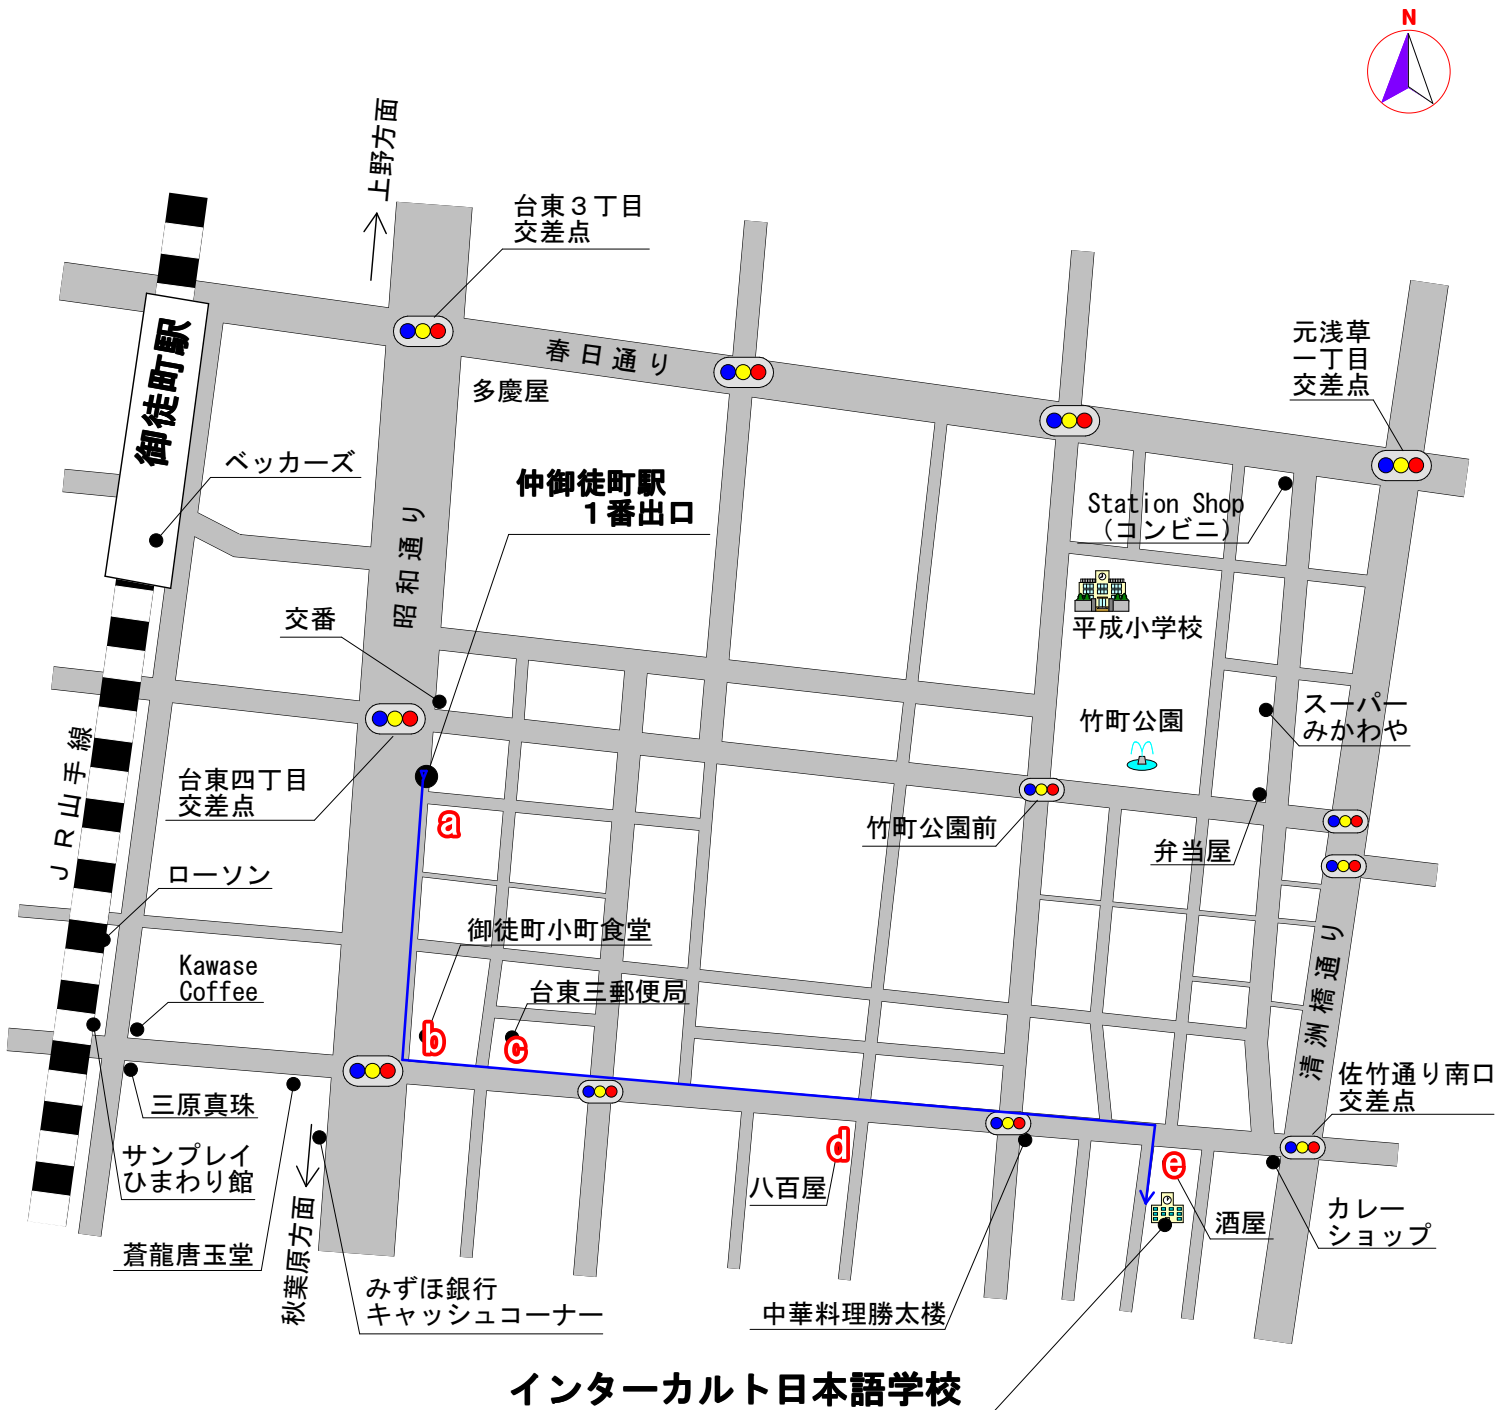 N
上野方面
台東３丁目
交差点
春日通り
多慶屋
元浅草
一丁目
交差点
御徒町駅
ベッカーズ
仲御徒町駅
１番出口
昭和通り
Station Shop
（コンビニ）
平成小学校
交番
竹町公園
スーパー
みかわや
台東四丁目
交差点
a
竹町公園前
弁当屋
ＪＲ山手線
ローソン
御徒町小町食堂
Kawase
Coffee
台東三郵便局
b
c
清洲橋通り
三原真珠
佐竹通り南口
交差点
サンプレイ
ひまわり館
d
八百屋
e
酒屋
カレー
ショップ
蒼龍唐玉堂
秋葉原方面
みずほ銀行
キャッシュコーナー
中華料理勝太楼
インターカルト日本語学校